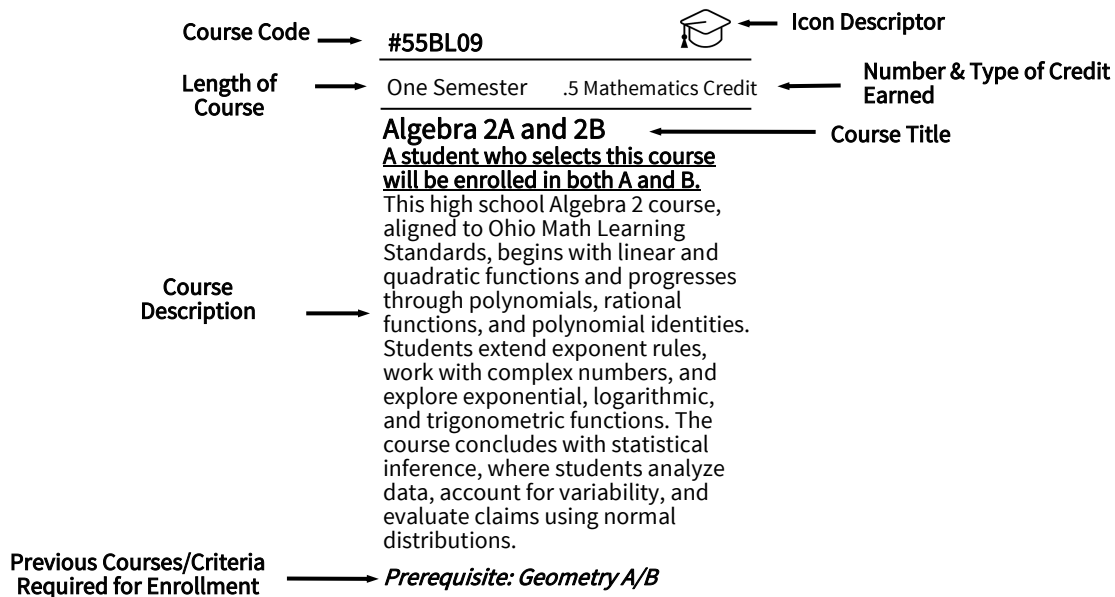 Course Code
#55BL09
Icon Descriptor
Length of
Course
One Semester
.5 Mathematics Credit
Number & Type of Credit
Earned
Algebra 2A and 2B
Course Title
A student who selects this course
will be enrolled in both A and B.
This high school Algebra 2 course,
aligned to Ohio Math Learning
Standards, begins with linear and
quadratic functions and progresses
through polynomials, rational
functions, and polynomial identities.
Students extend exponent rules,
work with complex numbers, and
explore exponential, logarithmic,
and trigonometric functions. The
course concludes with statistical
inference, where students analyze
data, account for variability, and
evaluate claims using normal
distributions.
Course
Description
Previous Courses/Criteria
Required for Enrollment
Prerequisite: Geometry A/B